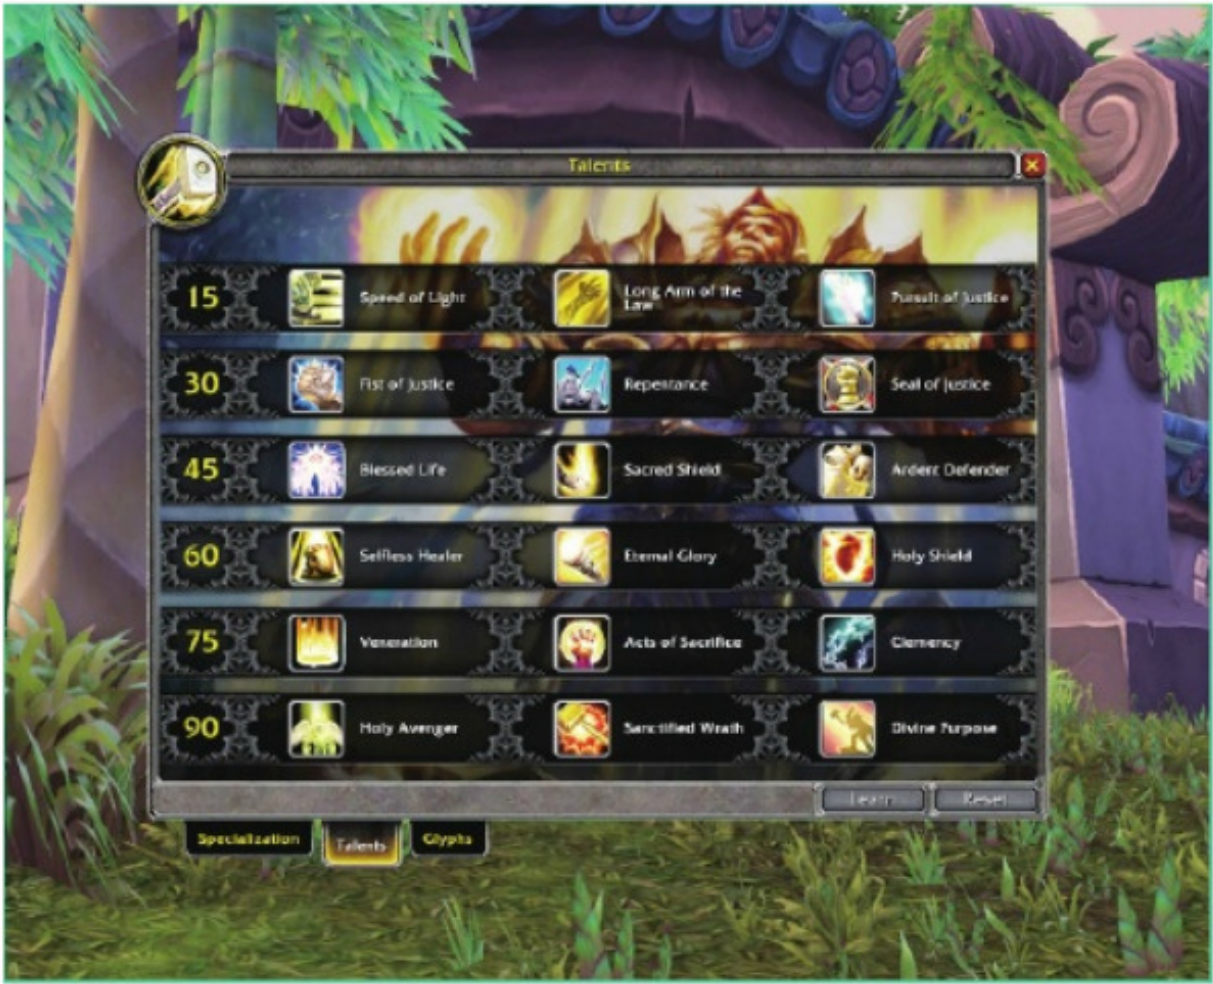 Talents
15
Speed of Light
Long Arm of the
Law
Pursuit of Justice
30
Fist of Justice
Repentance
Seal of Justice
45
Blessed Life
Sacred Shield
Ardent Defender
60
Selfless Healer
Eternal Glory
Holy Shield
75
Veneration
Acts of Sacrifice
Clemency
90
Holy Avenger
Sanctified Wrath
Divine Purpose
Learn
Reset
Specialization
Talents
Glyphs